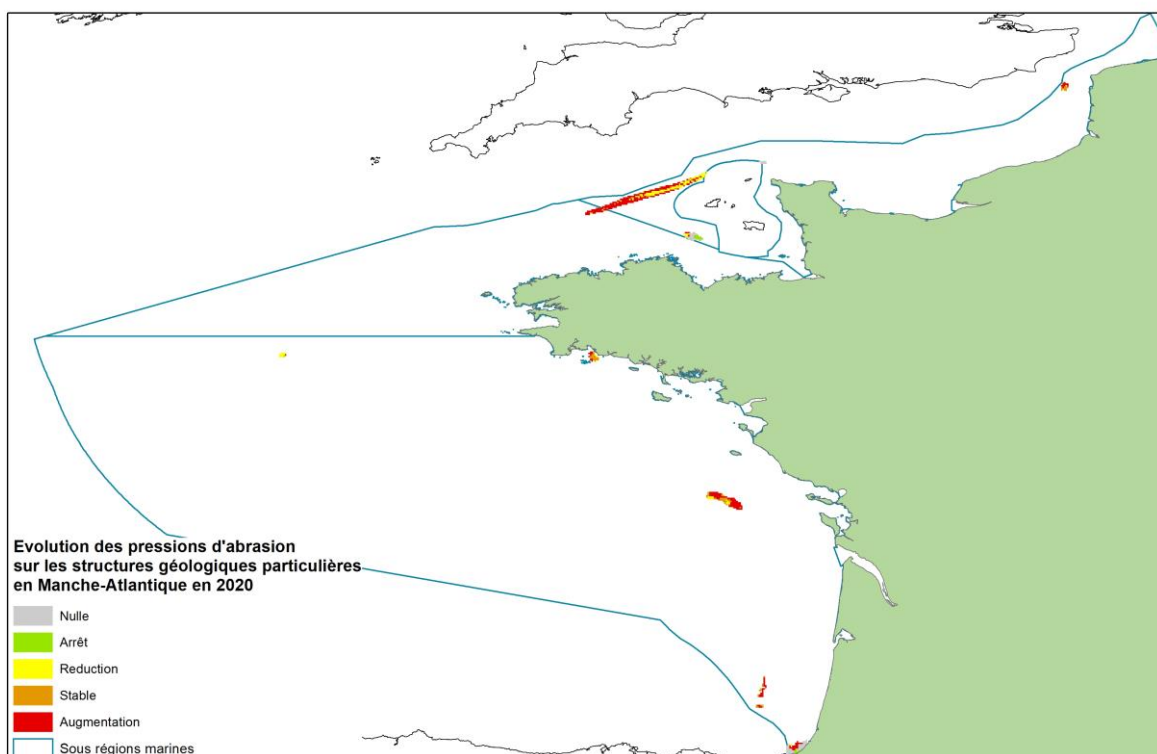 Evolution des pressions d'abrasion
sur les structures géologiques particulières
en Manche-Atlantique en 2020
Nulle
Arrêt
Reduction
Stable
Augmentation
Sous régions marines